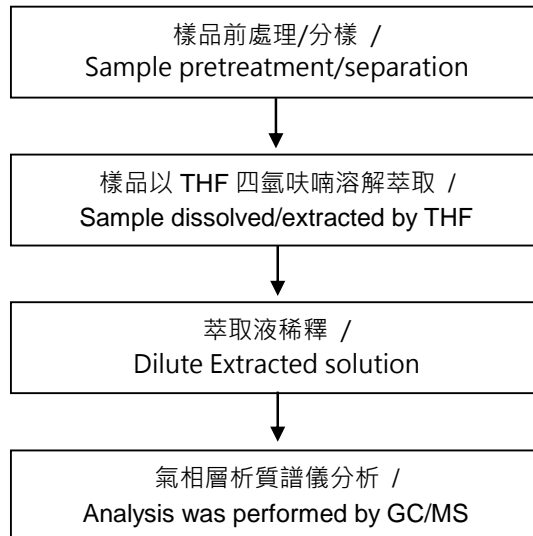 樣品前處理/分樣 /
Sample pretreatment/separation
樣品以 THF 四氫呋喃溶解萃取 /
Sample dissolved/extracted by THF
萃取液稀釋 /
Dilute Extracted solution
氣相層析質譜儀分析 /
Analysis was performed by GC/MS